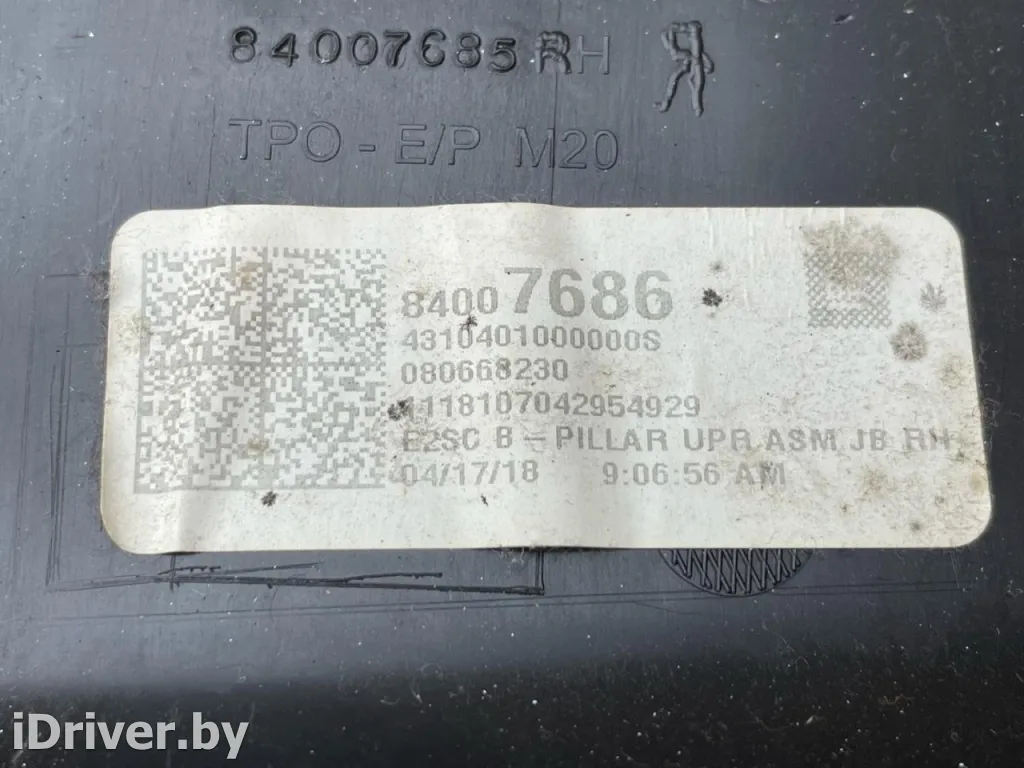 84007685 RH
TPO - E/P M20
84007686
4310401000000S
080668230
1118107042954929
E2SC B - PILLAR UPR ASM JB RH
04/17/18 9:06:56 AM
iDriver.by